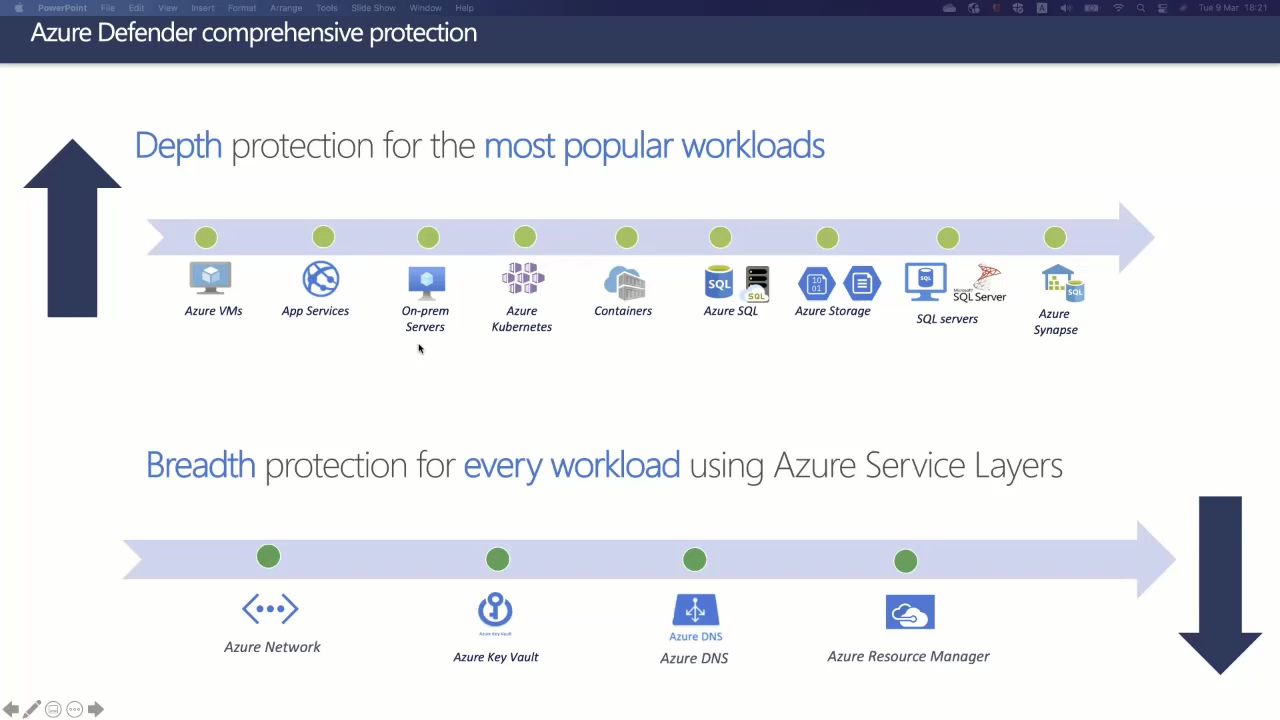 PowerPoint File Edit View Insert Format Arrange Tools Slide Show Window Help A Tue 9 Mar 18:21
Azure Defender comprehensive protection
Depth protection for the most popular workloads
SQL
SQL
10
01
SQL
Microsoft
SQL Server
SQL
Azure VMs
App Services
On-prem
Servers
Azure
Kubernetes
Containers
Azure SQL
Azure Storage
SQL servers
Azure
Synapse
Breadth protection for every workload using Azure Service Layers
Azure Network
Azure Key Vault
Azure Key Vault
Azure DNS
Azure DNS
Azure Resource Manager